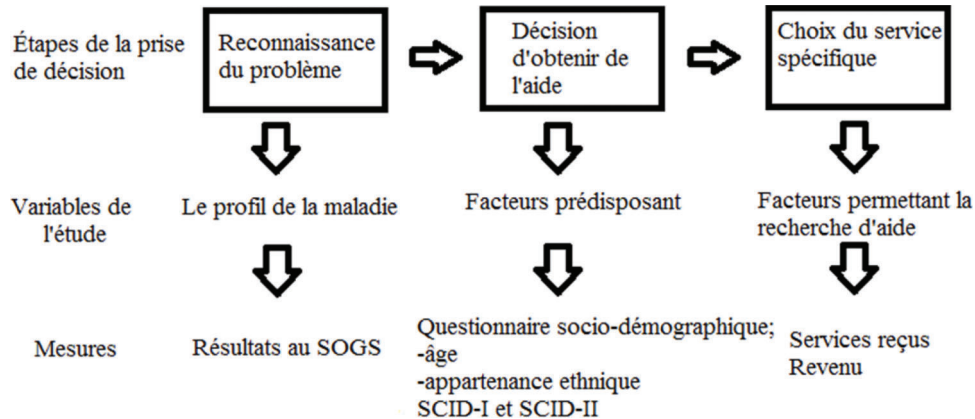 Étapes de la prise
de décision
Reconnaissance
du problème
Décision
d'obtenir de
l'aide
Choix du service
spécifique
Variables de
l'étude
Le profil de la maladie
Facteurs prédisposant
Facteurs permettant la
recherche d'aide
Mesures
Résultats au SOGS
Questionnaire socio-démographique;
-âge
-appartenance ethnique
SCID-I et SCID-II
Services reçus
Revenu